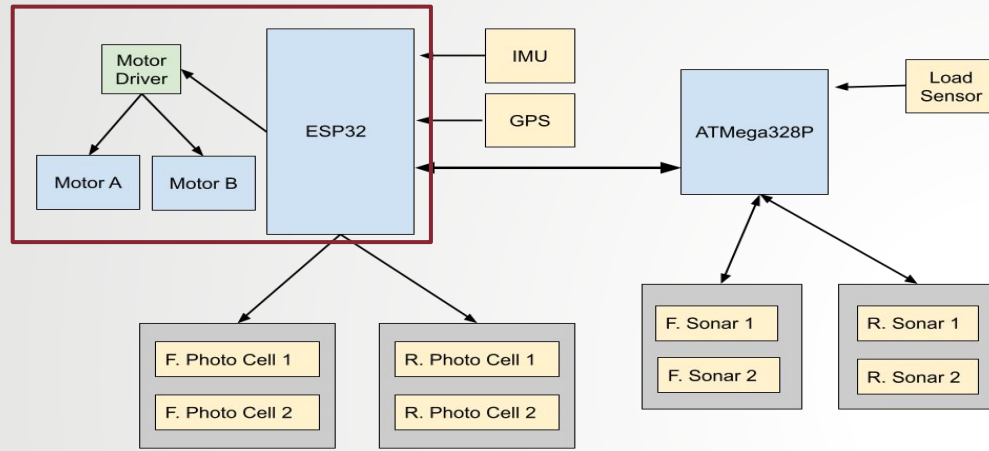 Motor
Driver
ESP32
Motor A
Motor B
IMU
GPS
ATMega328P
Load
Sensor
F. Photo Cell 1
F. Photo Cell 2
R. Photo Cell 1
R. Photo Cell 2
F. Sonar 1
F. Sonar 2
R. Sonar 1
R. Sonar 2